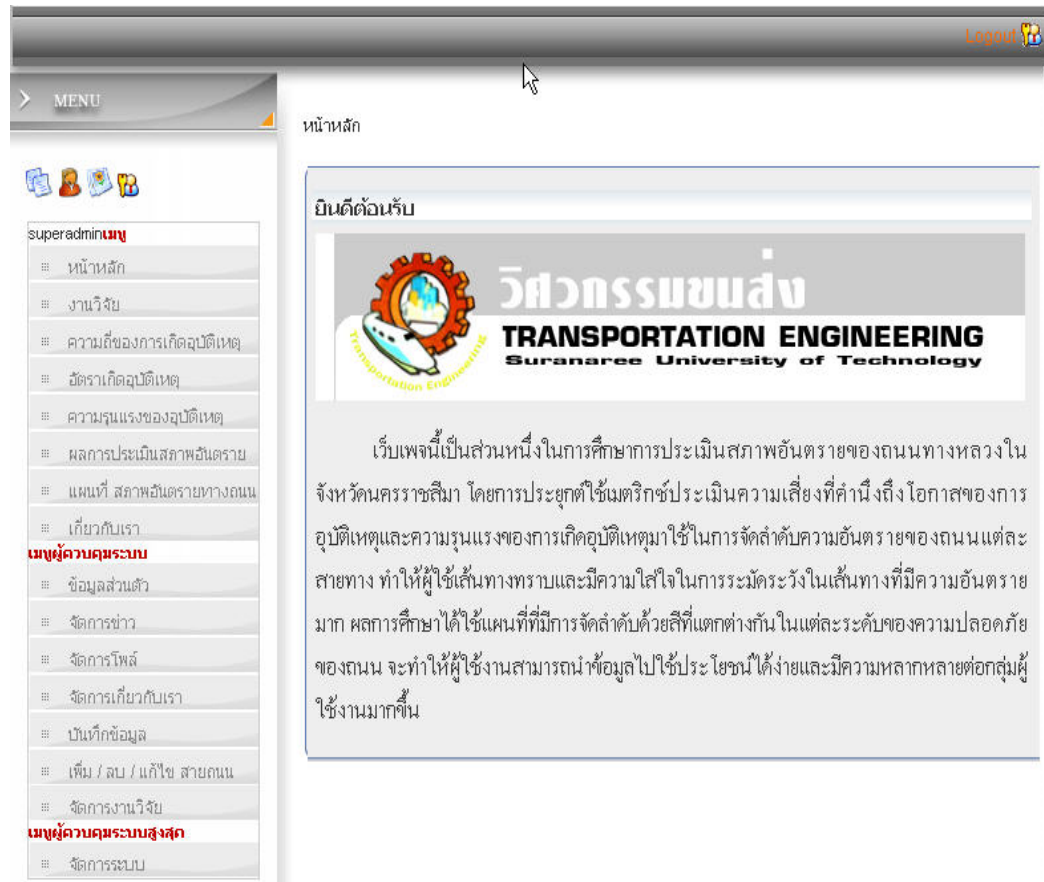 Logout
MENU
superadminเมนู
หน้าหลัก
งานวิจัย
ความถี่ของการเกิดอุบัติเหตุ
อัตราเกิดอุบัติเหตุ
ความรุนแรงของอุบัติเหตุ
ผลการประเมินสภาพอันตราย
แผนที่ สภาพอันตรายทางถนน
เกี่ยวกับเรา
เมนูผู้ควบคุมระบบ
ข้อมูลส่วนตัว
จัดการข่าว
จัดการโพล์
จัดการเกี่ยวกับเรา
บันทึกข้อมูล
เพิ่ม / ลบ / แก้ไข สายถนน
จัดการงานวิจัย
เมนูผู้ควบคุมระบบสูงสุด
จัดการระบบ
หน้าหลัก
ยินดีต้อนรับ
วิศวกรรมขนส่ง
TRANSPORTATION ENGINEERING
Suranaree University of Technology
Transportation Engineering
เว็บเพจนี้เป็นส่วนหนึ่งในการศึกษาการประเมินสภาพอันตรายของถนนทางหลวงใน
จังหวัดนครราชสีมา โดยการประยุกต์ใช้เมตริกซ์ประเมินความเสี่ยงที่คำนึงถึงโอกาสของการ
อุบัติเหตุและความรุนแรงของการเกิดอุบัติเหตุมาใช้ในการจัดลำดับความอันตรายของถนนแต่ละ
สายทาง ทำให้ผู้ใช้เส้นทางทราบและมีความใส่ใจในการระมัดระวังในเส้นทางที่มีความอันตราย
มาก ผลการศึกษาได้ใช้แผนที่ที่มีการจัดลำดับด้วยสีที่แตกต่างกันในแต่ละระดับของความปลอดภัย
ของถนน จะทำให้ผู้ใช้งานสามารถนำข้อมูลไปใช้ประโยชน์ได้ง่ายและมีความหลากหลายต่อกลุ่มผู้
ใช้งานมากขึ้น